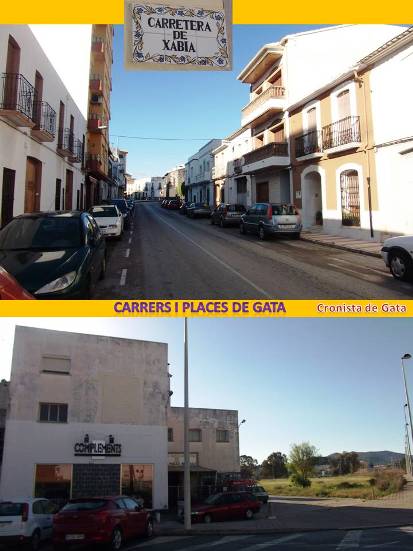 CARRETERA
DE
XABIA
CARRERS I PLACES DE GATA
Cronista de Gata
COMPLEMENTS